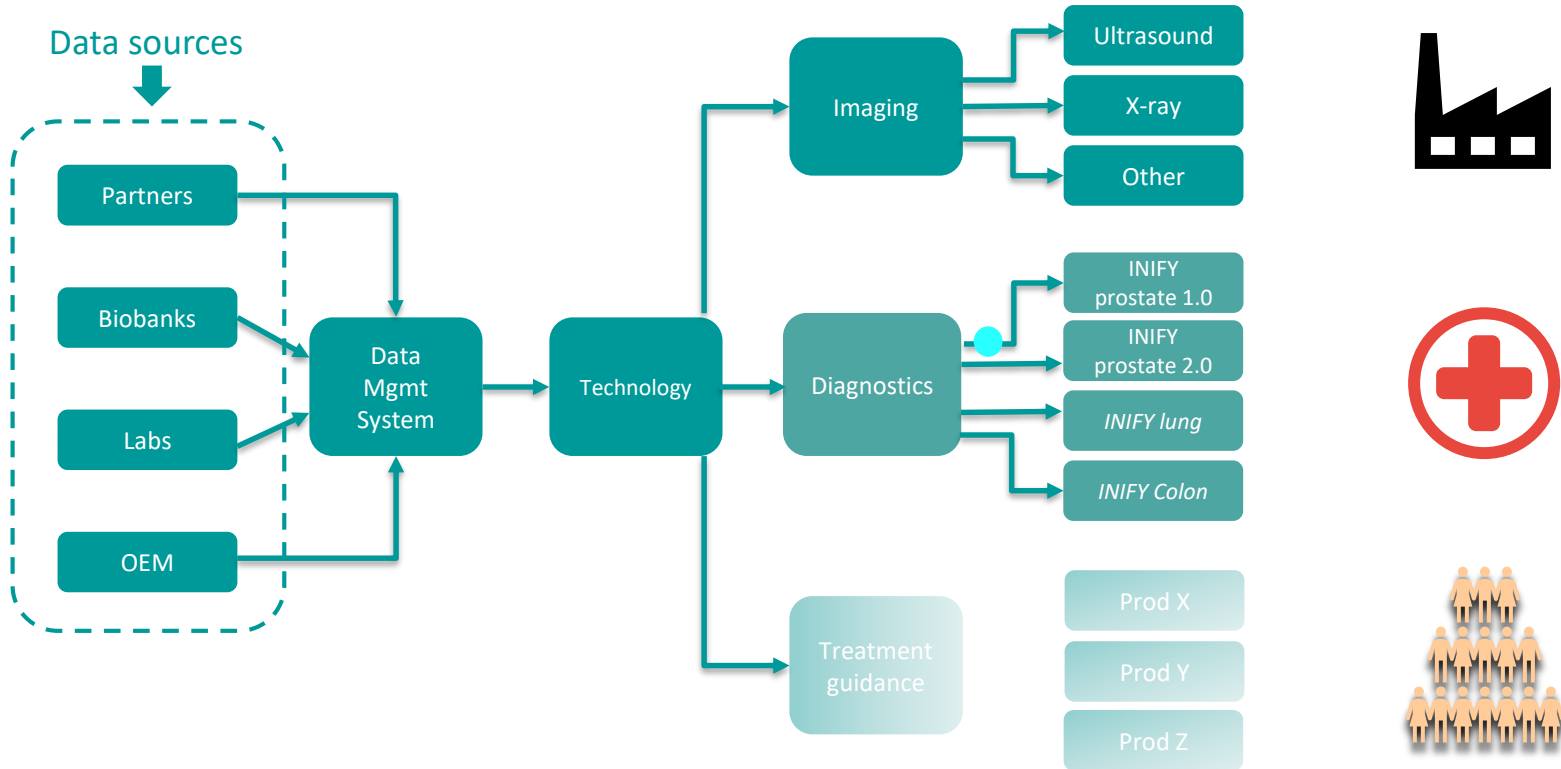 Data sources
Partners
Biobanks
Labs
OEM
Data
Mgmt
System
Technology
Imaging
Ultrasound
X-ray
Other
Diagnostics
INIFY
prostate 1.0
INIFY
prostate 2.0
INIFY lung
INIFY Colon
Treatment
guidance
Prod X
Prod Y
Prod Z